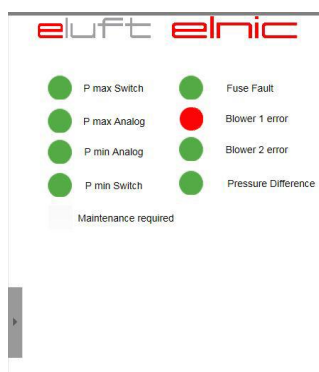 eluft elnic
P max Switch
P max Analog
P min Analog
P min Switch
Maintenance required
Fuse Fault
Blower 1 error
Blower 2 error
Pressure Difference